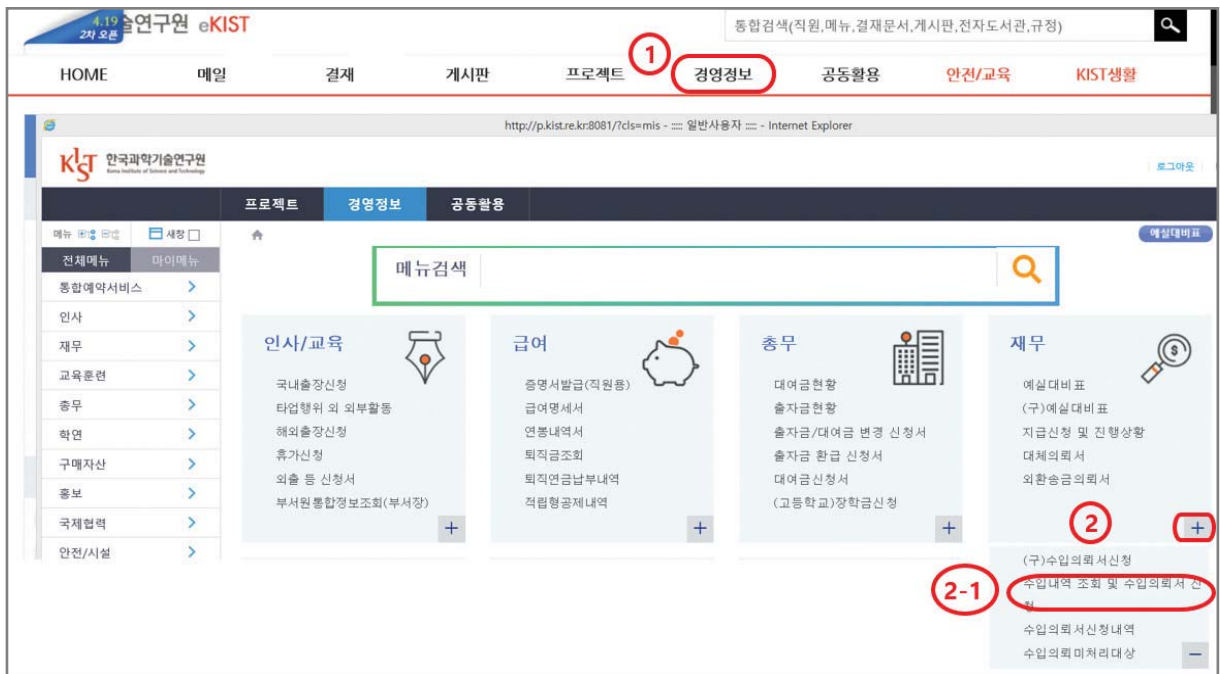 4.19
2차 오픈
술연구원 eKIST
통합검색(직원,메뉴,결재문서,게시판,전자도서관,규정)
①
HOME 메일 결재 게시판 프로젝트 경영정보 공동활용 안전/교육 KIST생활
http://p.kist.re.kr:8081/?cls=mis - ::::: 일반사용자 ::::: - Internet Explorer
KIST 한국과학기술연구원
Korea Institute of Science and Technology
로그아웃
프로젝트 경영정보 공동활용
메뉴 새창
예실대비표
전체메뉴 마이메뉴
메뉴검색
통합예약서비스
인사
재무
교육훈련
총무
학연
구매자산
홍보
국제협력
안전/시설
인사/교육
국내출장신청
타업행위 외 외부활동
해외출장신청
휴가신청
외출 등 신청서
부서원통합정보조회(부서장)
+
급여
증명서발급(직원용)
급여명세서
연봉내역서
퇴직금조회
퇴직연금납부내역
적립형공제내역
+
총무
대여금현황
출자금현황
출자금/대여금 변경 신청서
출자금 환급 신청서
대여금신청서
(고등학교)장학금신청
+
재무
예실대비표
(구)예실대비표
지급신청 및 진행상황
대체의뢰서
외환송금의뢰서
②
+
(구)수입의뢰서신청
2-1
수입내역 조회 및 수입의뢰서 신
청
수입의뢰서신청내역
수입의뢰미처리대상
−